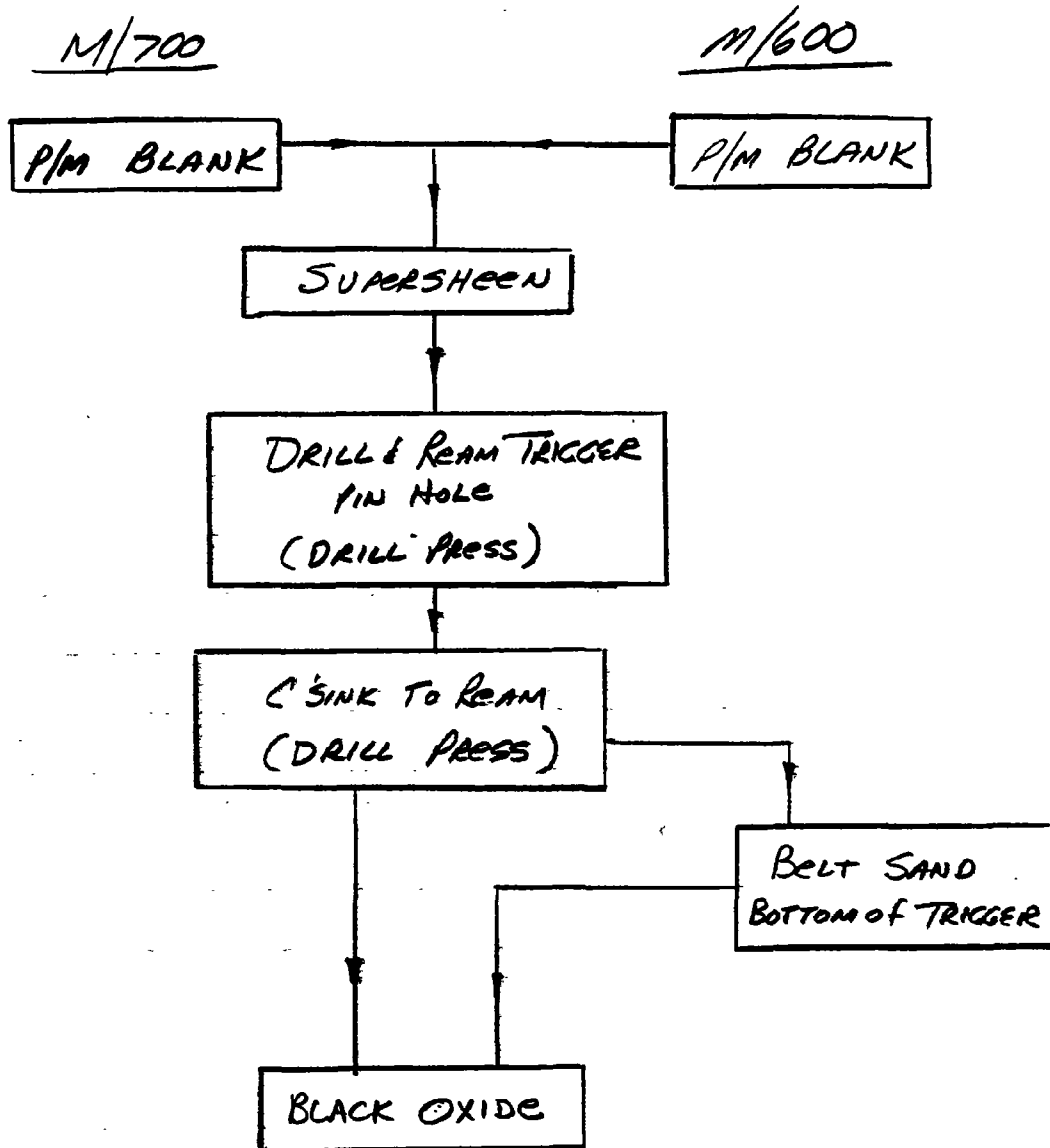 M/700
M/600
P/M BLANK
P/M BLANK
SUPERSHEEN
DRILL & REAM TRIGGER
PIN HOLE
(DRILL PRESS)
C'SINK TO REAM
(DRILL PRESS)
BELT SAND
BOTTOM OF TRIGGER
BLACK OXIDE